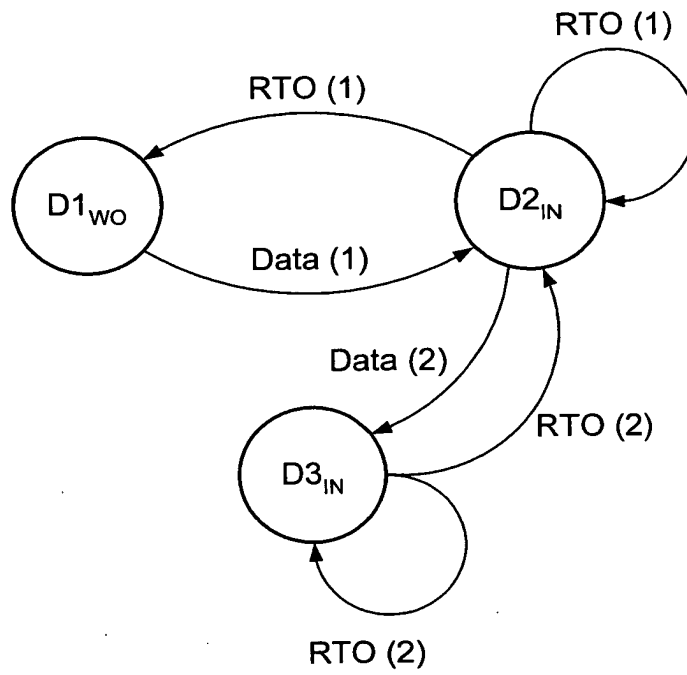 RTO (1)
RTO (1)
D1WO
D2IN
Data (1)
Data (2)
RTO (2)
D3IN
RTO (2)